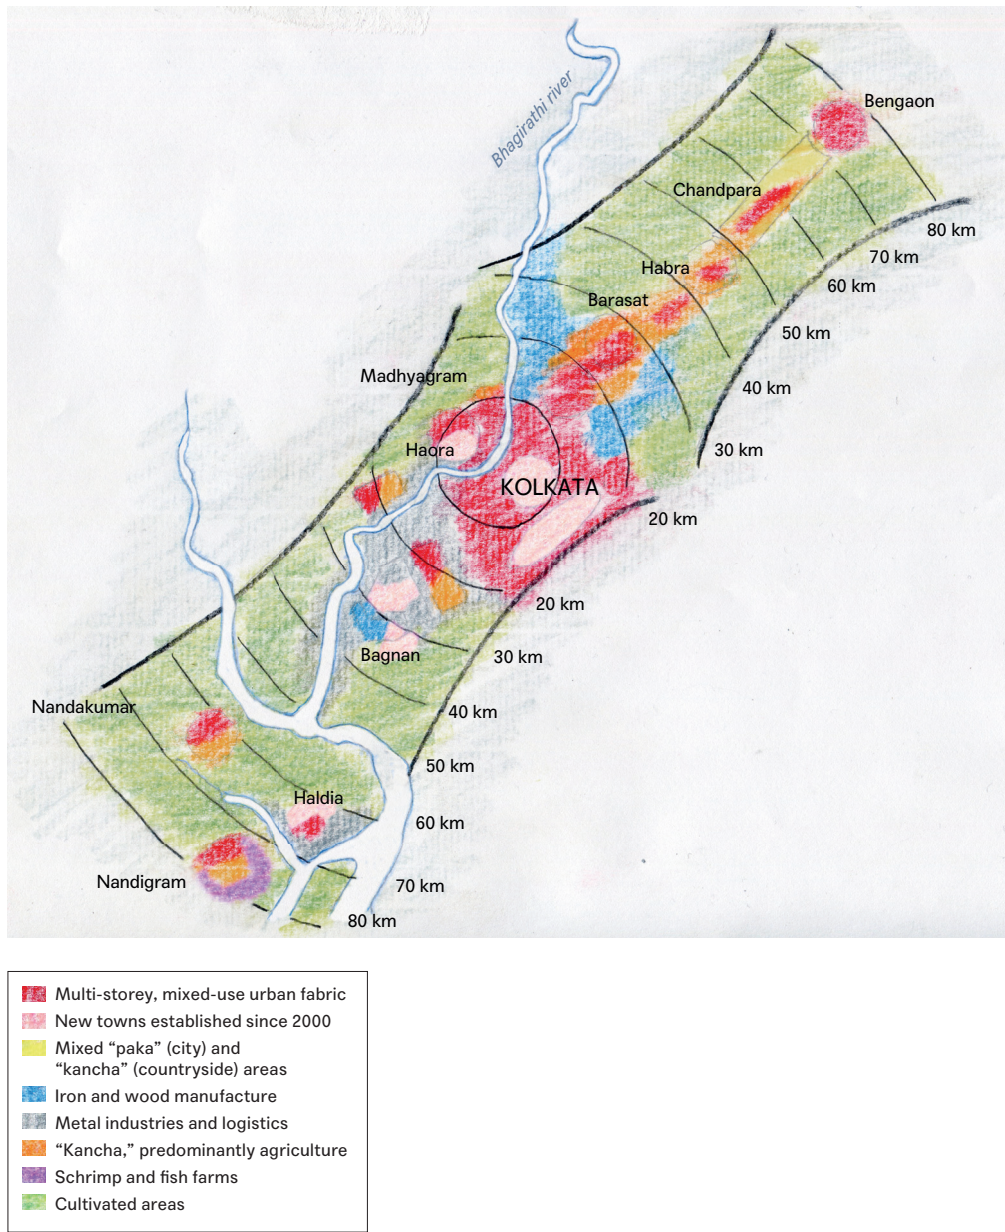 Bhagirathi river
Bengaon
Chandpara
80 km
70 km
Habra
60 km
Barasat
50 km
Madhyagram
40 km
Haora
30 km
KOLKATA
20 km
20 km
Bagnan
30 km
Nandakumar
40 km
50 km
Haldia
60 km
Nandigram
70 km
80 km
Multi-storey, mixed-use urban fabric
New towns established since 2000
Mixed “paka” (city) and
“kancha” (countryside) areas
Iron and wood manufacture
Metal industries and logistics
“Kancha,” predominantly agriculture
Schrimp and fish farms
Cultivated areas